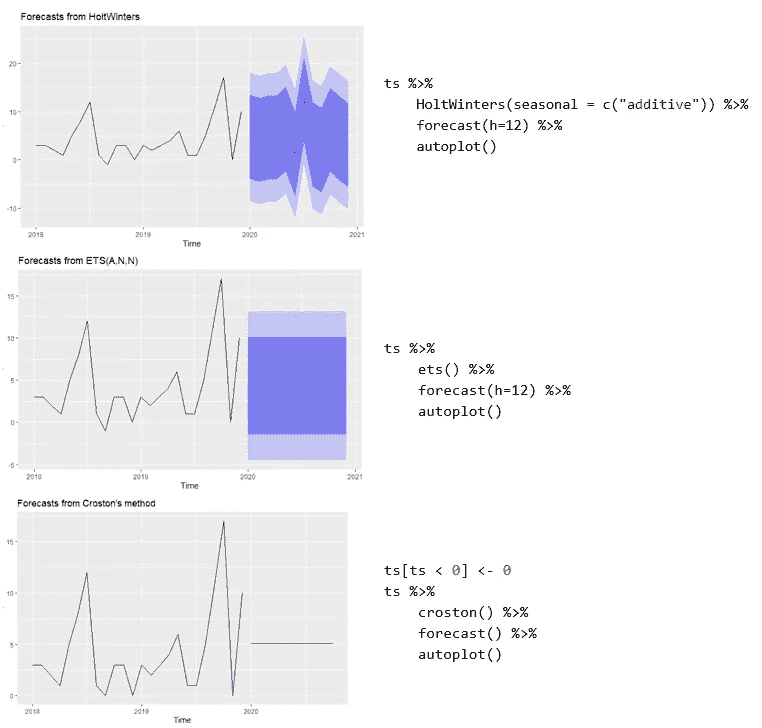 Forecasts from HoltWinters
20
10
0
-10
2018 2019 2020 2021
Time
ts %>%
HoltWinters(seasonal = c("additive")) %>%
forecast(h=12) %>%
autoplot()
Forecasts from ETS(A,N,N)
15
10
5
0
-5
2018 2019 2020 2021
Time
ts %>%
ets() %>%
forecast(h=12) %>%
autoplot()
Forecasts from Croston's method
15
10
5
0
2018 2019 2020
Time
ts[ts < 0] <- 0
ts %>%
croston() %>%
forecast() %>%
autoplot()